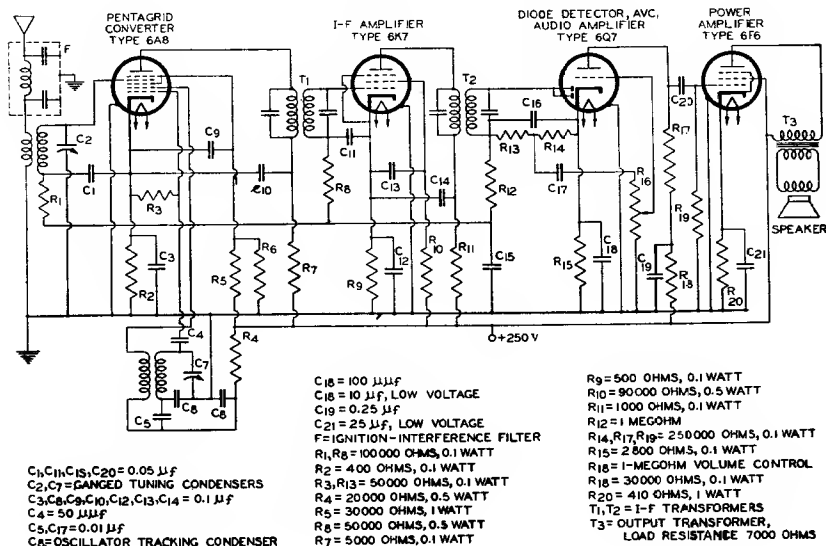 PENTAGRID
CONVERTER
TYPE 6A8
I-F AMPLIFIER
TYPE 6K7
DIODE DETECTOR, AVC,
AUDIO AMPLIFIER
TYPE 6Q7
POWER
AMPLIFIER
TYPE 6F6
F
T1
T2
T3
C2
C9
C11
C16
C20
R13
R14
R17
C1
C10
R8
C13
C14
R12
C17
R16
R19
R1
R3
SPEAKER
C3
R2
R5
R6
R7
R9
C12
R10
R11
C15
R15
C18
C19
R18
R20
C21
C4
R4
+250 V
C7
C8
C8
C5
C1,C11,C15,C20= 0.05 μf
C2,C7=GANGED TUNING CONDENSERS
C3,C8,C9,C10,C12,C13,C14 = 0.1 μf
C4 = 50 μμf
C5,C17=0.01 μf
C8=OSCILLATOR TRACKING CONDENSER
C18 = 100 μμf
C18 = 10 μf, LOW VOLTAGE
C19 = 0.25 μf
C21 = 25 μf, LOW VOLTAGE
F=IGNITION-INTERFERENCE FILTER
R1,R8=100000 OHMS, 0.1 WATT
R2 = 400 OHMS, 0.1 WATT
R3,R13=50000 OHMS, 0.1 WATT
R4 = 20000 OHMS, 0.5 WATT
R5 = 30000 OHMS, 1 WATT
R8 = 50000 OHMS, 0.5 WATT
R7 = 5000 OHMS, 0.1 WATT
R9=500 OHMS, 0.1 WATT
R10=90000 OHMS, 0.5 WATT
R11=1000 OHMS, 0.1 WATT
R12=1 MEGOHM
R14,R17,R19= 250000 OHMS, 0.1 WATT
R15= 2800 OHMS, 0.1 WATT
R18= 1-MEGOHM VOLUME CONTROL
R18= 30000 OHMS, 0.1 WATT
R20= 410 OHMS, 1 WATT
T1,T2 = I-F TRANSFORMERS
T3= OUTPUT TRANSFORMER,
LOAD RESISTANCE 7000 OHMS